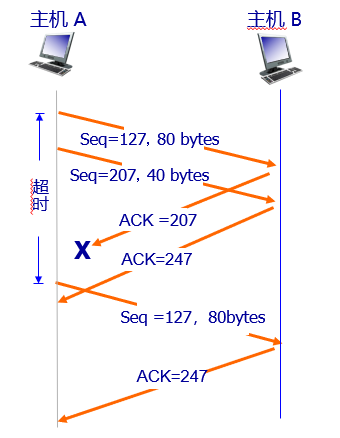 主机 A
主机 B
Seq=127, 80 bytes
Seq=207, 40 bytes
超时
ACK =207
X
ACK=247
Seq =127，80bytes
ACK=247